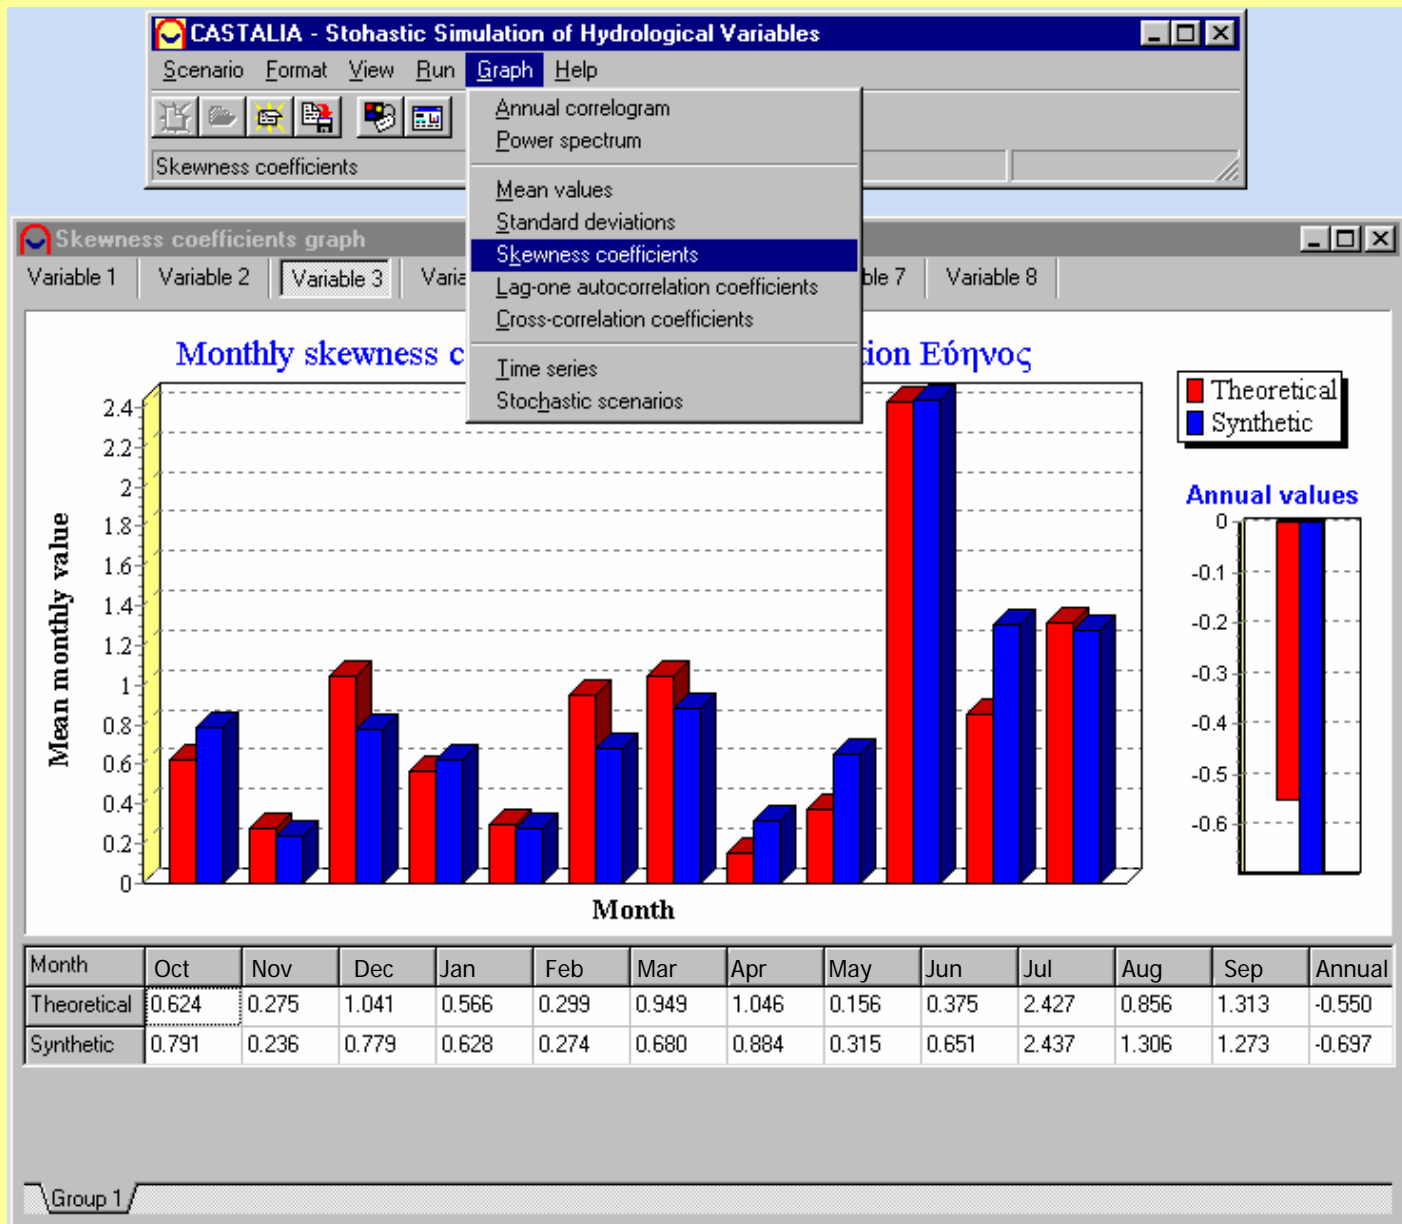 CASTALIA - Stohastic Simulation of Hydrological Variables
Scenario Format View Run Graph Help
Annual correlogram
Power spectrum
Mean values
Standard deviations
Skewness coefficients
Lag-one autocorrelation coefficients
Cross-correlation coefficients
Time series
Stochastic scenarios
Skewness coefficients
Skewness coefficients graph
Variable 1 Variable 2 Variable 3 Varia ble 7 Variable 8
Monthly skewness c tion Εύηνος
Theoretical
Synthetic
Mean monthly value
2.4
2.2
2
1.8
1.6
1.4
1.2
1
0.8
0.6
0.4
0.2
0
Month
Annual values
0
-0.1
-0.2
-0.3
-0.4
-0.5
-0.6
Month Oct Nov Dec Jan Feb Mar Apr May Jun Jul Aug Sep Annual
Theoretical 0.624 0.275 1.041 0.566 0.299 0.949 1.046 0.156 0.375 2.427 0.856 1.313 -0.550
Synthetic 0.791 0.236 0.779 0.628 0.274 0.680 0.884 0.315 0.651 2.437 1.306 1.273 -0.697
Group 1